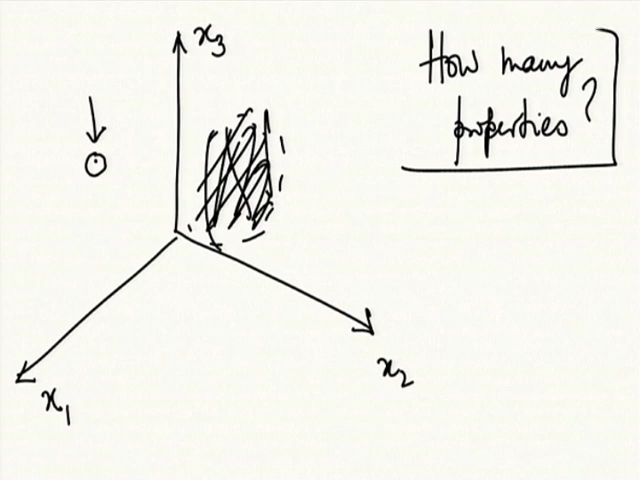 x₃
How many
properties?
x₂
x₁